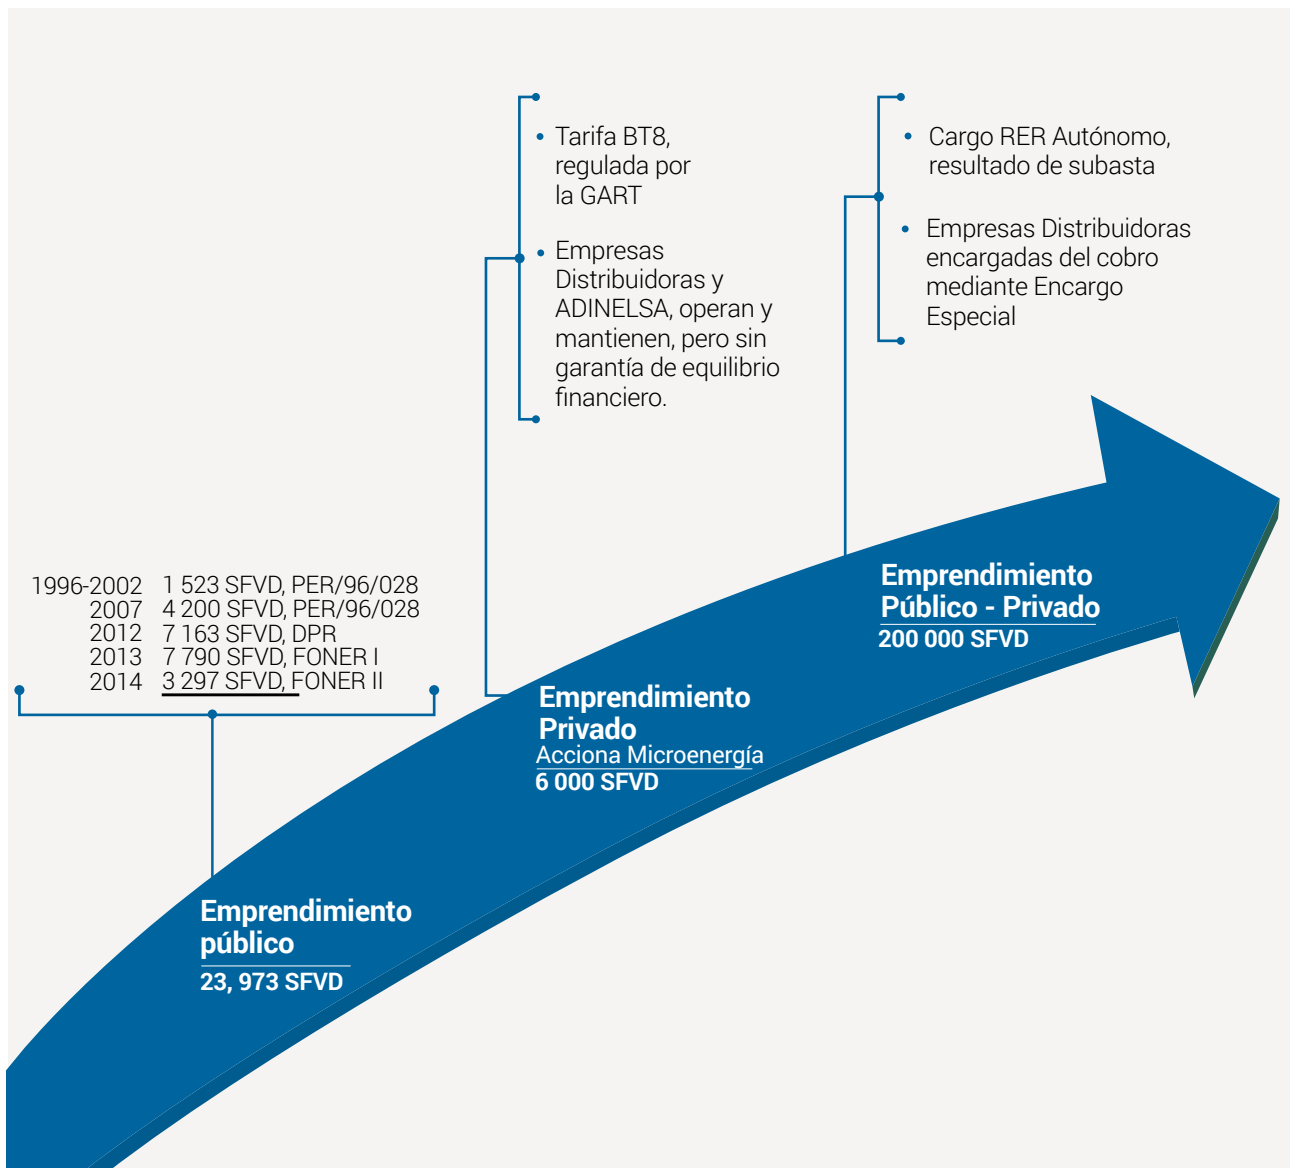 Tarifa BT8,
regulada por
la GART
Empresas
Distribuidoras y
ADINELSA, operan y
mantienen, pero sin
garantía de equilibrio
financiero.
Cargo RER Autónomo,
resultado de subasta
Empresas Distribuidoras
encargadas del cobro
mediante Encargo
Especial
1996-2002 1 523 SFVD, PER/96/028
2007 4 200 SFVD, PER/96/028
2012 7 163 SFVD, DPR
2013 7 790 SFVD, FONER I
2014 3 297 SFVD, FONER II
Emprendimiento
público
23, 973 SFVD
Emprendimiento
Privado
Acciona Microenergía
6 000 SFVD
Emprendimiento
Público - Privado
200 000 SFVD